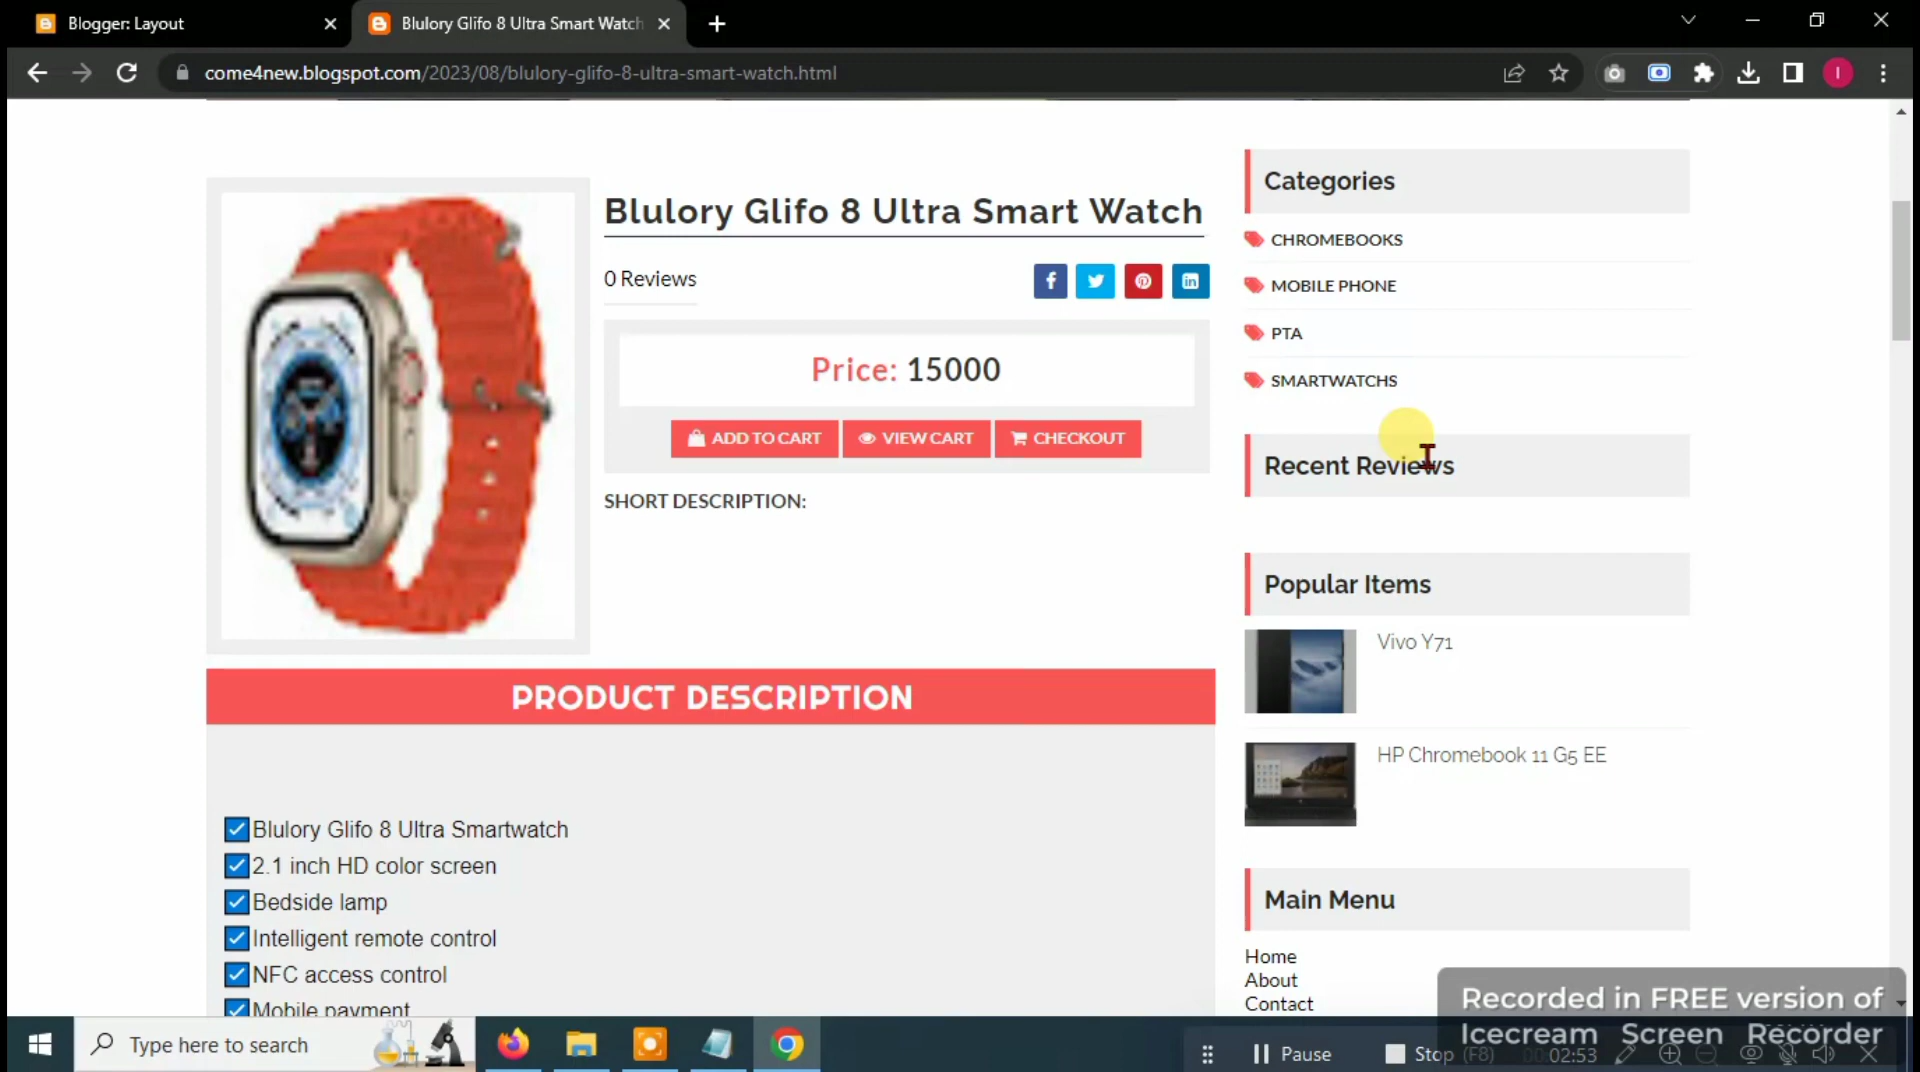 Blogger: Layout
Blulory Glifo 8 Ultra Smart Watch
come4new.blogspot.com/2023/08/blulory-glifo-8-ultra-smart-watch.html
I
Blulory Glifo 8 Ultra Smart Watch
0 Reviews
Price: 15000
ADD TO CART
VIEW CART
CHECKOUT
SHORT DESCRIPTION:
PRODUCT DESCRIPTION
Blulory Glifo 8 Ultra Smartwatch
2.1 inch HD color screen
Bedside lamp
Intelligent remote control
NFC access control
Mobile payment
Categories
CHROMEBOOKS
MOBILE PHONE
PTA
SMARTWATCHS
Recent Reviews
Popular Items
Vivo Y71
HP Chromebook 11 G5 EE
Main Menu
Home
About
Contact
Recorded in FREE version of
Icecream Screen Recorder
Type here to search
Pause
Stop (F8)
00:02:53